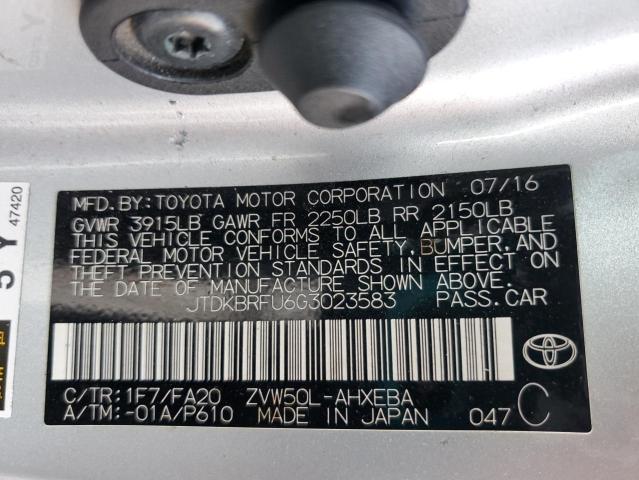 MFD. BY: TOYOTA MOTOR CORPORATION 07/16
GVWR 3915LB GAWR FR 2250LB RR 2150LB
THIS VEHICLE CONFORMS TO ALL APPLICABLE
FEDERAL MOTOR VEHICLE SAFETY, BUMPER, AND
THEFT PREVENTION STANDARDS IN EFFECT ON
THE DATE OF MANUFACTURE SHOWN ABOVE.
JTDKBRFU6G3023583 PASS. CAR
C/TR: 1F7/FA20 ZVW50L-AHXEBA
A/TM: -01A/P610 MADE IN JAPAN 047 C
5 Y 47420